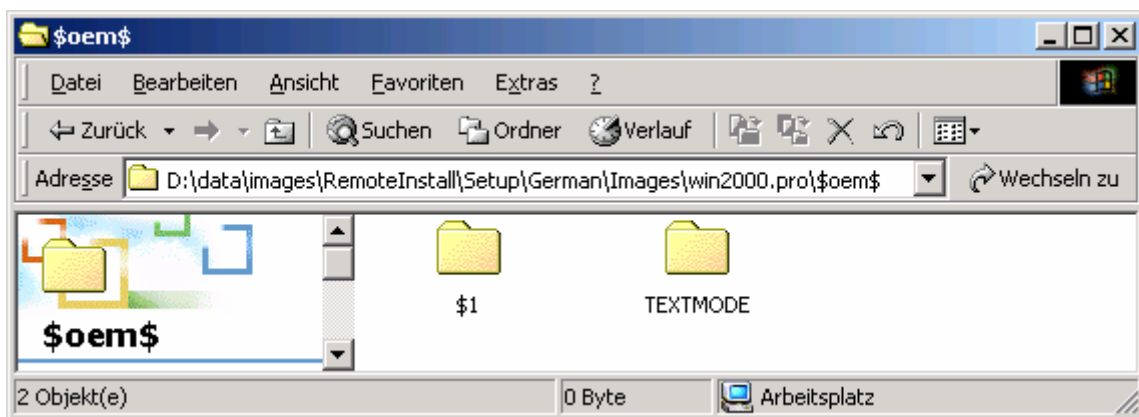 $oem$
Datei Bearbeiten Ansicht Favoriten Extras ?
Zurück Suchen Ordner Verlauf
Adresse D:\data\images\RemoteInstall\Setup\German\Images\win2000.pro\$oem$ Wechseln zu
$1 TEXTMODE
$oem$
2 Objekt(e) 0 Byte Arbeitsplatz